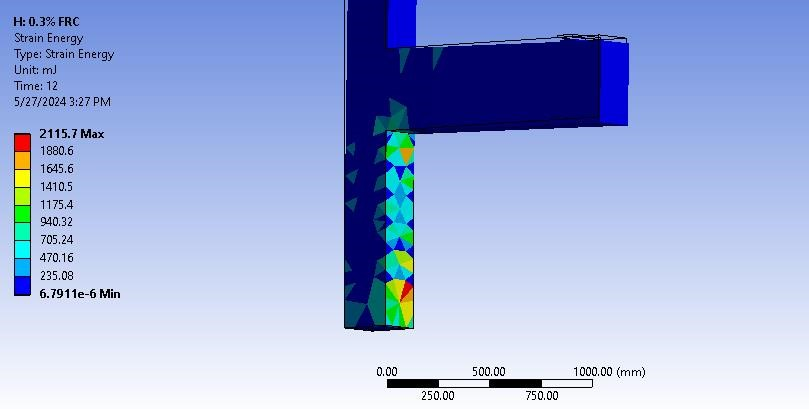 H: 0.3% FRC
Strain Energy
Type: Strain Energy
Unit: mJ
Time: 12
5/27/2024 3:27 PM
2115.7 Max
1880.6
1645.6
1410.5
1175.4
940.32
705.24
470.16
235.08
6.7911e-6 Min
0.00 500.00 1000.00 (mm)
250.00 750.00